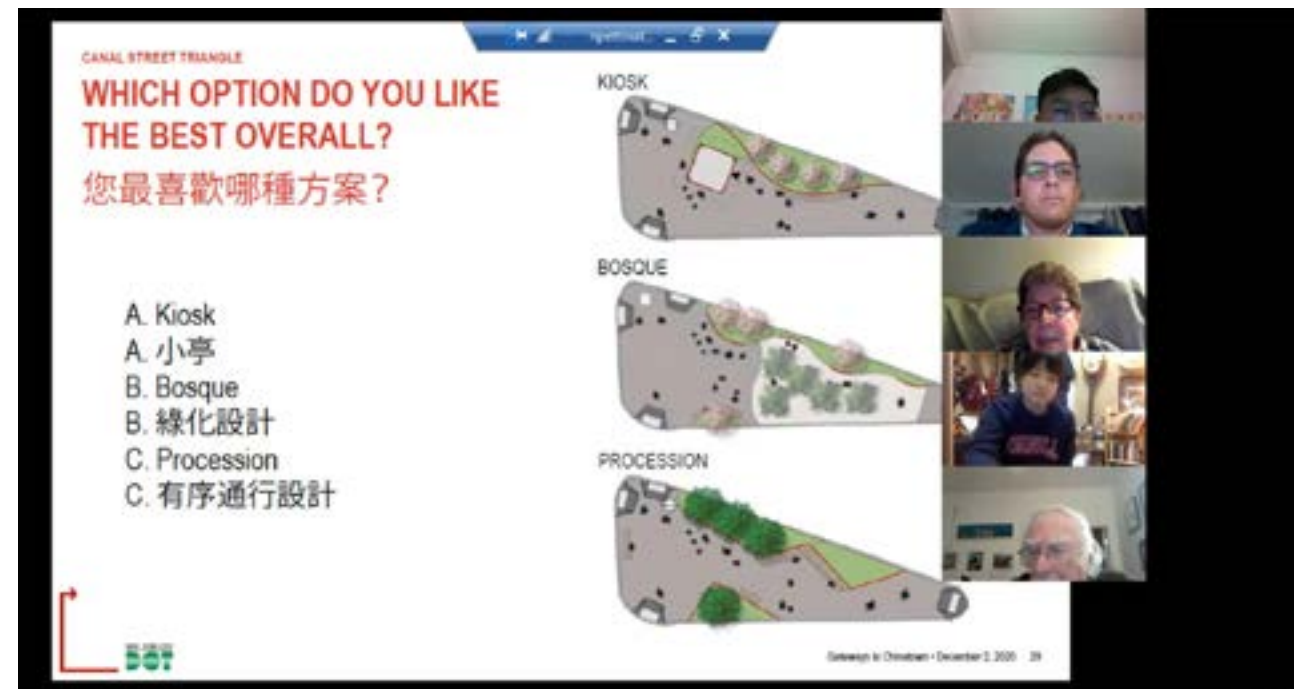 CANAL STREET TRIANGLE
WHICH OPTION DO YOU LIKE
THE BEST OVERALL?
您最喜歡哪種方案?
A. Kiosk
A. 小亭
B. Bosque
B. 綠化設計
C. Procession
C. 有序通行設計
KIOSK
BOSQUE
PROCESSION
DOT
Gateways to Chinatown • December 2, 2020 29